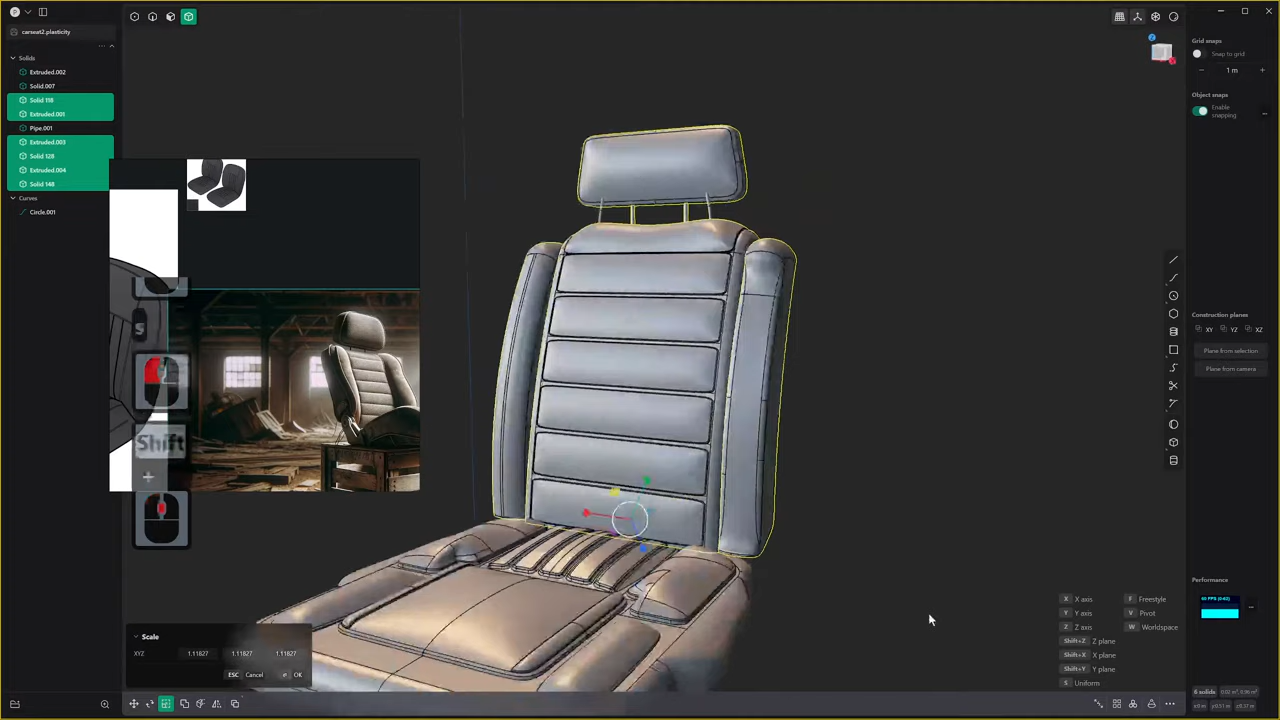 carseat2.plasticity
Solids
Extruded.002
Solid.007
Solid 118
Extruded.001
Pipe.001
Extruded.003
Solid 128
Extruded.004
Solid 148
Curves
Circle.001
S
Shift
+
Scale
XYZ 1.11827 1.11827 1.11827
ESC Cancel OK
Z
Grid snaps
Snap to grid
1 m
Object snaps
Enable snapping
Construction planes
XY YZ XZ
Plane from selection
Plane from camera
Performance
X X axis F Freestyle
Y Y axis V Pivot
Z Z axis W Worldspace
Shift+Z Z plane
Shift+X X plane
Shift+Y Y plane
S Uniform
6 solids